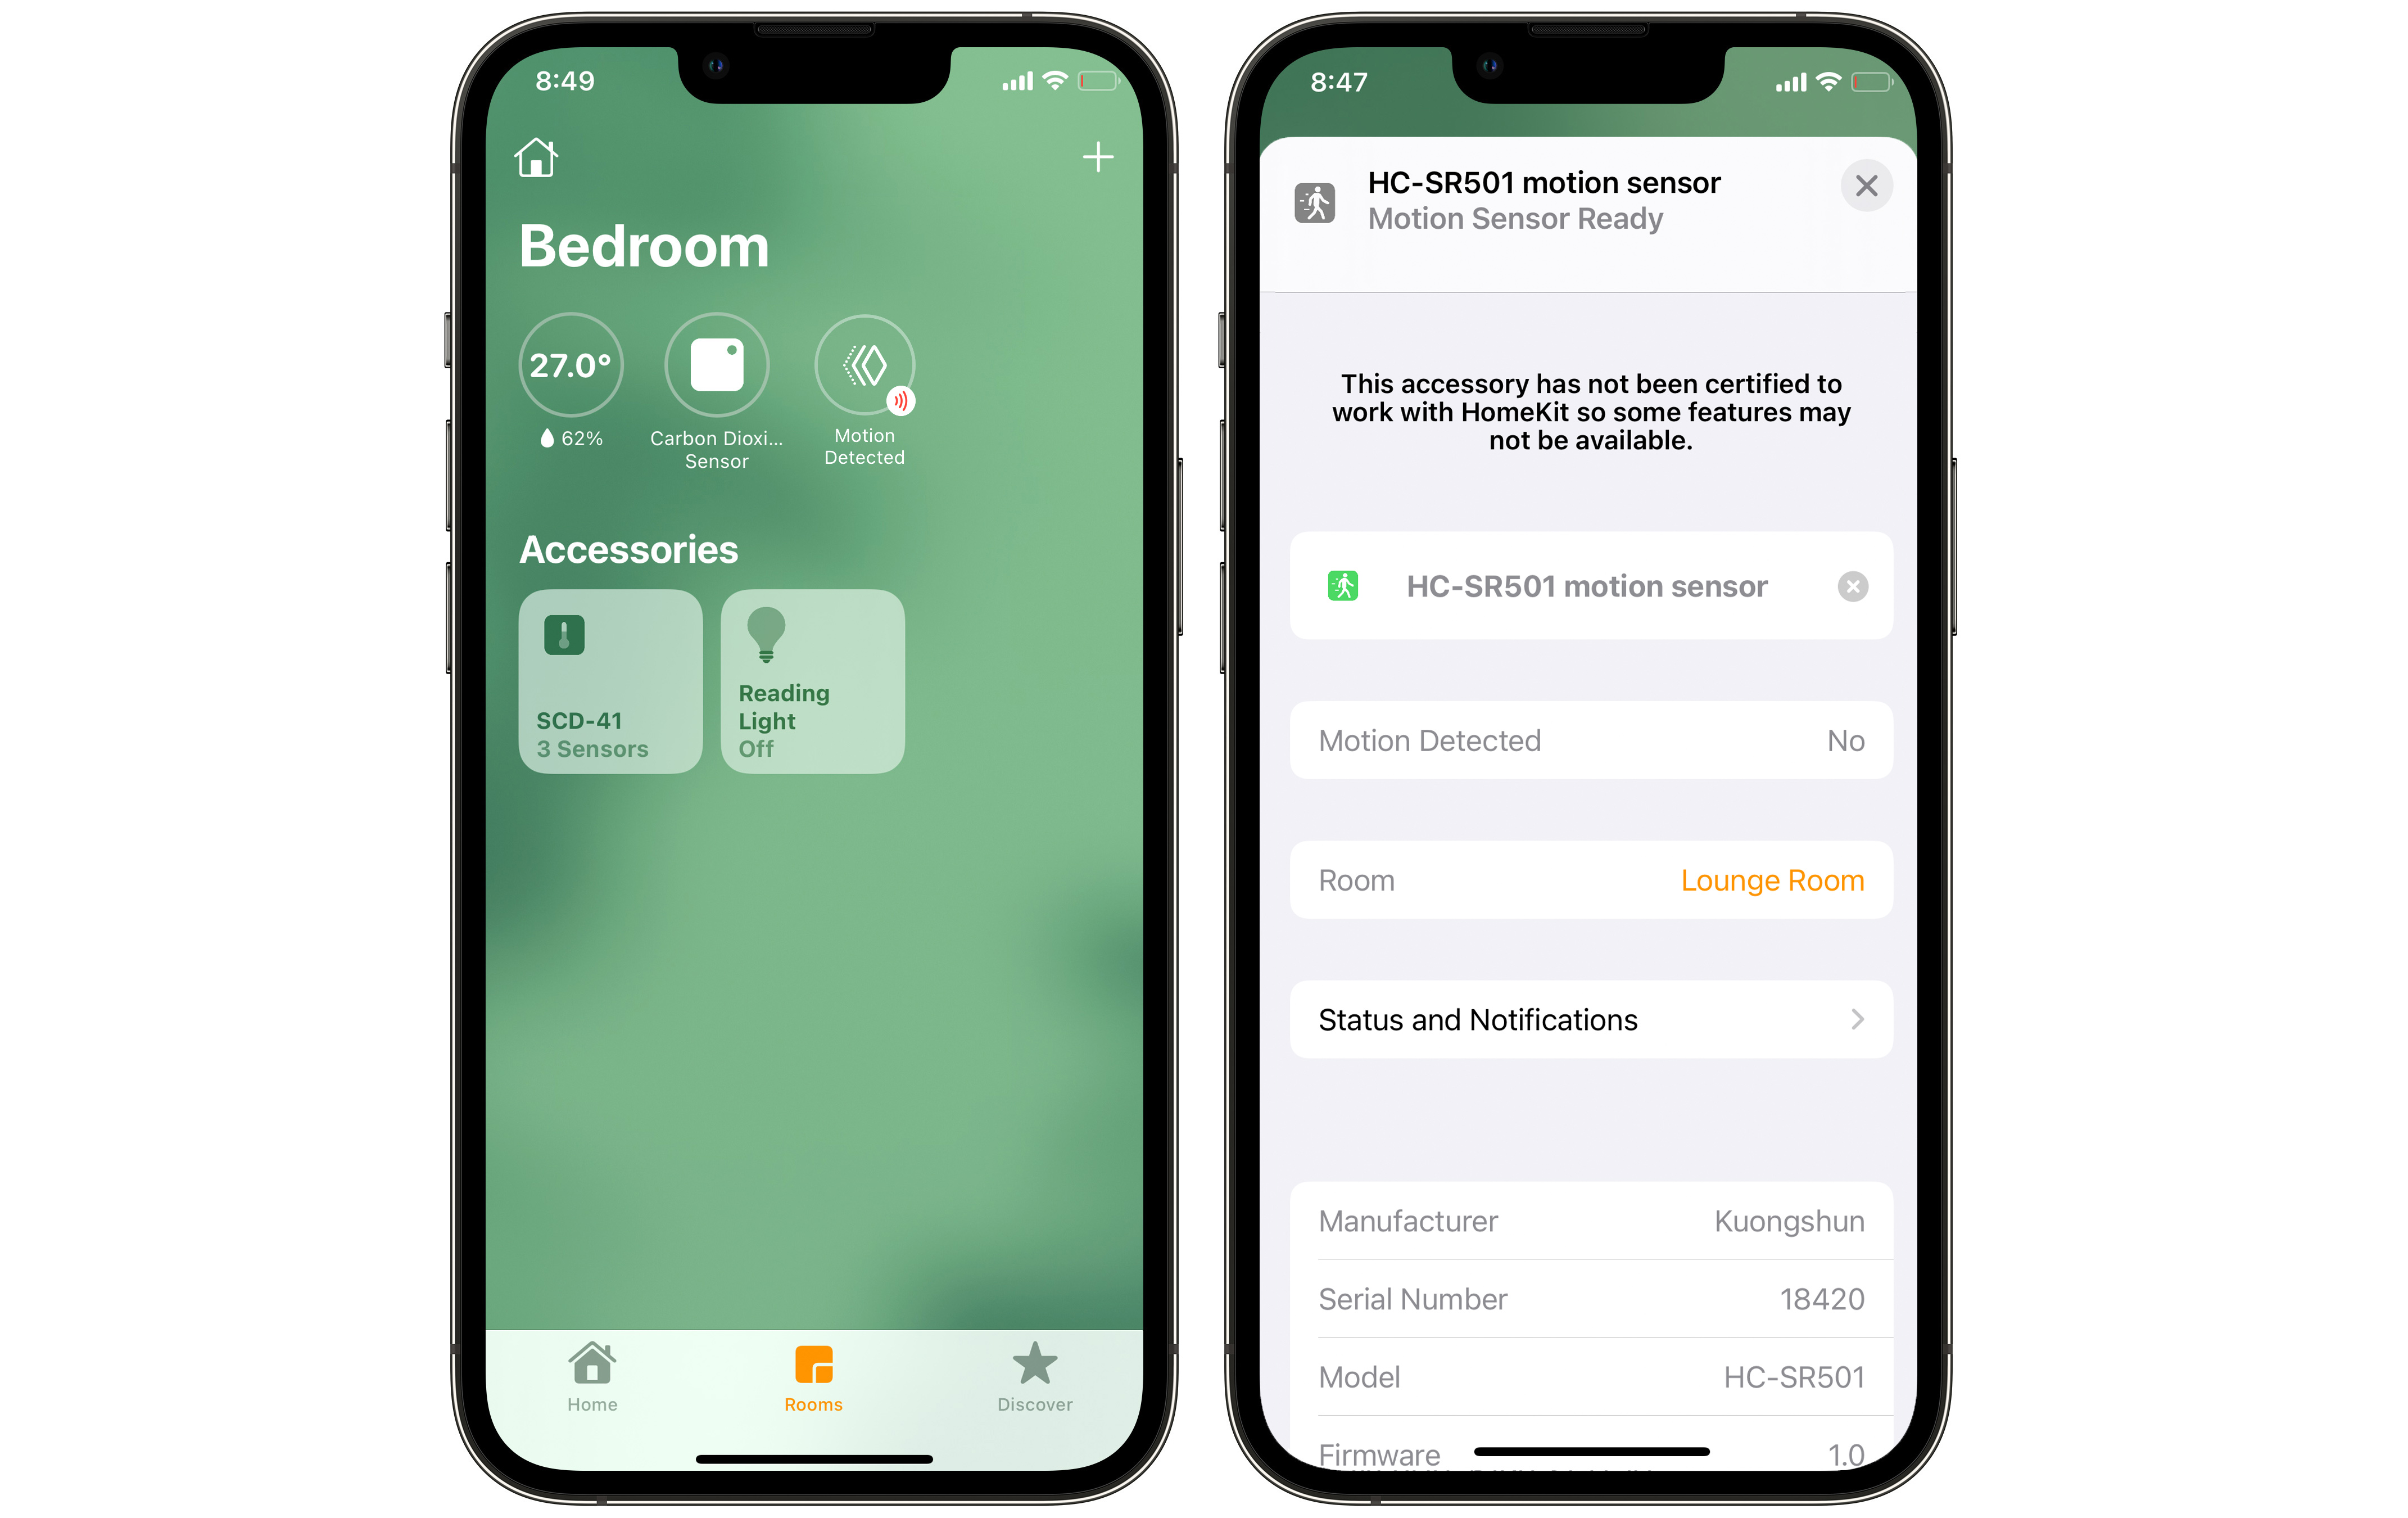 8:49
Bedroom
27.0°
62%
Carbon Dioxi...
Sensor
Motion
Detected
Accessories
SCD-41
3 Sensors
Reading
Light
Off
Home
Rooms
Discover
8:47
HC-SR501 motion sensor
Motion Sensor Ready
This accessory has not been certified to
work with HomeKit so some features may
not be available.
HC-SR501 motion sensor
Motion Detected No
Room Lounge Room
Status and Notifications
Manufacturer Kuongshun
Serial Number 18420
Model HC-SR501
Firmware 1.0